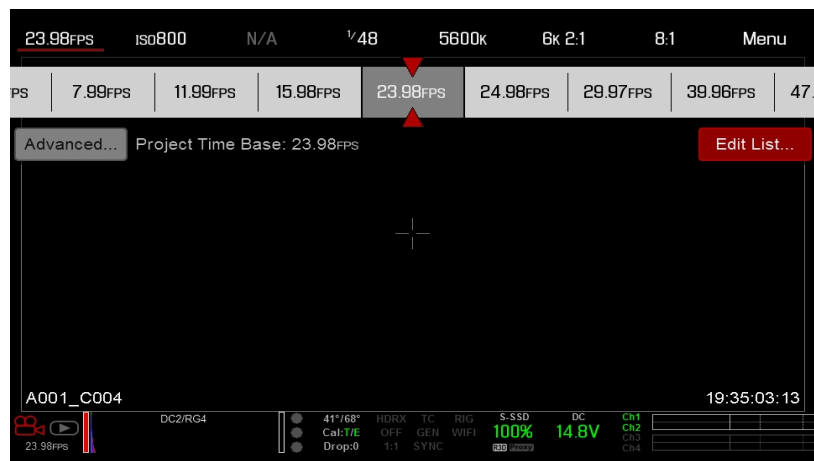 23.98FPS ISO800 N/A 1/48 5600K 6K 2:1 8:1 Menu
PS 7.99FPS 11.99FPS 15.98FPS 23.98FPS 24.98FPS 29.97FPS 39.96FPS 47.
Advanced... Project Time Base: 23.98FPS Edit List...
A001_C004 19:35:03:13
DC2/RG4 41°/68° HDRX TC RIG S-SSD DC Ch1
Cal:T/E OFF GEN WIFI 100% 14.8V Ch2
23.98FPS Drop:0 1:1 SYNC R3D Proxy Ch3
Ch4